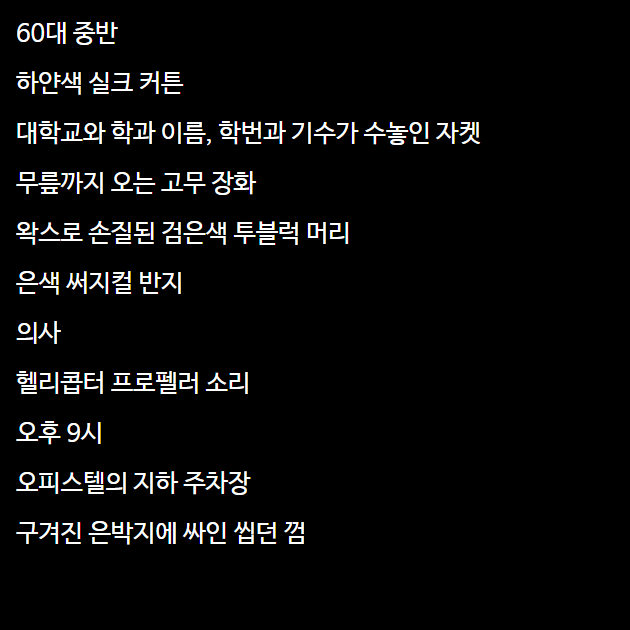 60대 중반
하얀색 실크 커튼
대학교와 학과 이름, 학번과 기수가 수놓인 자켓
무릎까지 오는 고무 장화
왁스로 손질된 검은색 투블럭 머리
은색 써지컬 반지
의사
헬리콥터 프로펠러 소리
오후 9시
오피스텔의 지하 주차장
구겨진 은박지에 싸인 씹던 껌